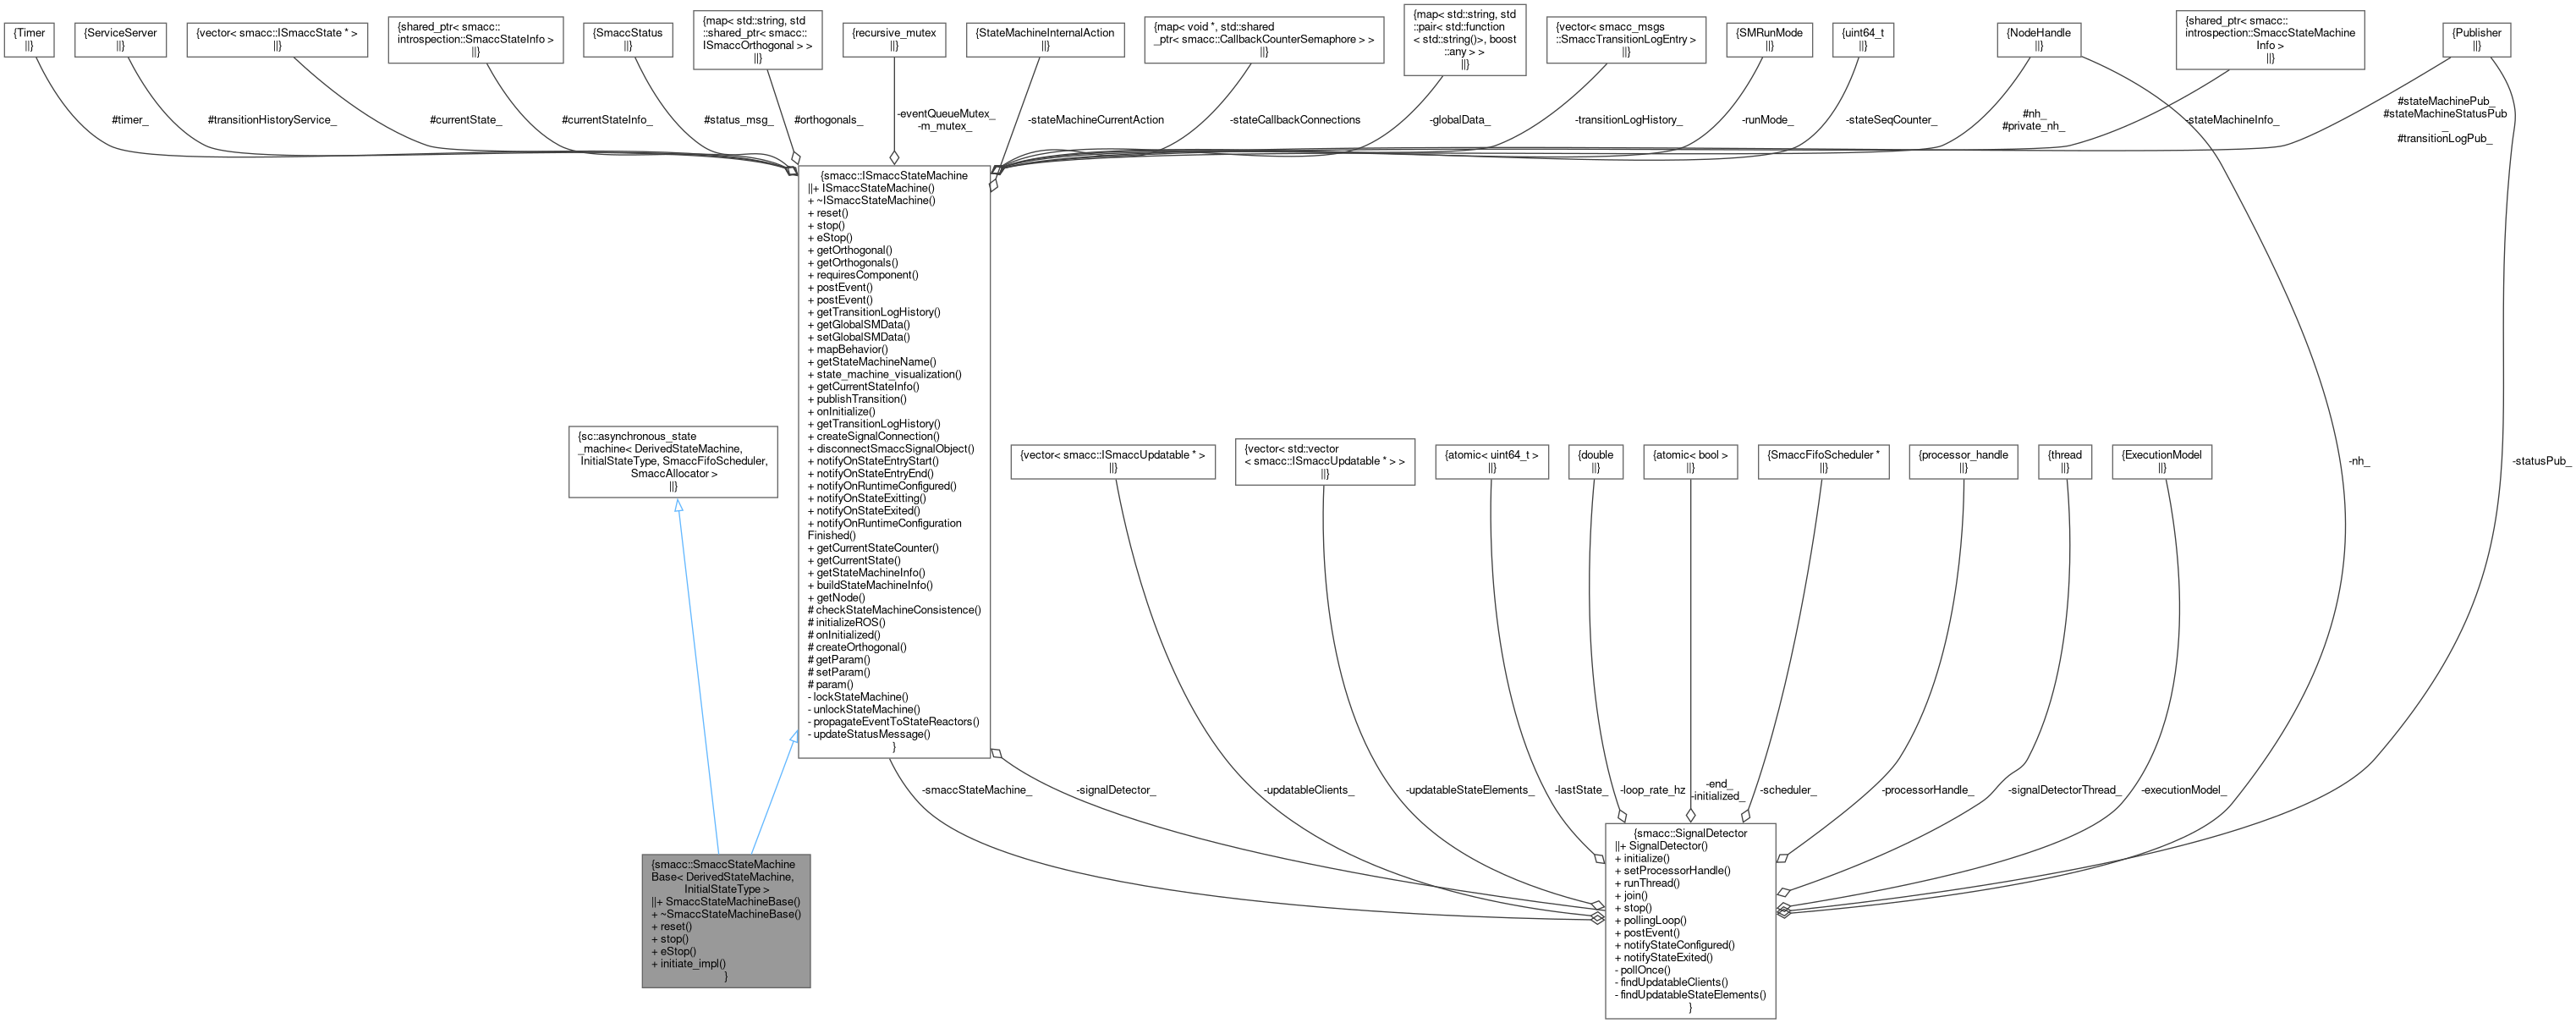 {Timer
||}
{ServiceServer
||}
{vector< smacc::ISmaccState * >
||}
{shared_ptr< smacc::
introspection::SmaccStateInfo >
||}
{SmaccStatus
||}
{map< std::string, std
::shared_ptr< smacc::
ISmaccOrthogonal > >
||}
{recursive_mutex
||}
{StateMachineInternalAction
||}
{map< void *, std::shared
_ptr< smacc::CallbackCounterSemaphore > >
||}
{map< std::string, std
::pair< std::function
< std::string()>, boost
::any > >
||}
{vector< smacc_msgs
::SmaccTransitionLogEntry >
||}
{SMRunMode
||}
{uint64_t
||}
{NodeHandle
||}
{shared_ptr< smacc::
introspection::SmaccStateMachine
Info >
||}
{Publisher
||}
#timer_
#transitionHistoryService_
#currentState_
#currentStateInfo_
#status_msg_
#orthogonals_
-eventQueueMutex_
-m_mutex_
-stateMachineCurrentAction
-stateCallbackConnections
-globalData_
-transitionLogHistory_
-runMode_
-stateSeqCounter_
#nh_
#private_nh_
-stateMachineInfo_
#stateMachinePub_
#stateMachineStatusPub
_
#transitionLogPub_
{smacc::ISmaccStateMachine
||+ ISmaccStateMachine()
+ ~ISmaccStateMachine()
+ reset()
+ stop()
+ eStop()
+ getOrthogonal()
+ getOrthogonals()
+ requiresComponent()
+ postEvent()
+ postEvent()
+ getTransitionLogHistory()
+ getGlobalSMData()
+ setGlobalSMData()
+ mapBehavior()
+ getStateMachineName()
+ state_machine_visualization()
+ getCurrentStateInfo()
+ publishTransition()
+ onInitialize()
+ getTransitionLogHistory()
+ createSignalConnection()
+ disconnectSmaccSignalObject()
+ notifyOnStateEntryStart()
+ notifyOnStateEntryEnd()
+ notifyOnRuntimeConfigured()
+ notifyOnStateExitting()
+ notifyOnStateExited()
+ notifyOnRuntimeConfiguration
Finished()
+ getCurrentStateCounter()
+ getCurrentState()
+ getStateMachineInfo()
+ buildStateMachineInfo()
+ getNode()
# checkStateMachineConsistence()
# initializeROS()
# onInitialized()
# createOrthogonal()
# getParam()
# setParam()
# param()
- lockStateMachine()
- unlockStateMachine()
- propagateEventToStateReactors()
- updateStatusMessage()
}
{sc::asynchronous_state
_machine< DerivedStateMachine,
InitialStateType, SmaccFifoScheduler,
SmaccAllocator >
||}
{vector< smacc::ISmaccUpdatable * >
||}
{vector< std::vector
< smacc::ISmaccUpdatable * > >
||}
{atomic< uint64_t >
||}
{double
||}
{atomic< bool >
||}
{SmaccFifoScheduler *
||}
{processor_handle
||}
{thread
||}
{ExecutionModel
||}
-nh_
-statusPub_
-smaccStateMachine_
-signalDetector_
-updatableClients_
-updatableStateElements_
-lastState_
-loop_rate_hz
-end_
-initialized_
-scheduler_
-processorHandle_
-signalDetectorThread_
-executionModel_
{smacc::SmaccStateMachine
Base< DerivedStateMachine,
InitialStateType >
||+ SmaccStateMachineBase()
+ ~SmaccStateMachineBase()
+ reset()
+ stop()
+ eStop()
+ initiate_impl()
}
{smacc::SignalDetector
||+ SignalDetector()
+ initialize()
+ setProcessorHandle()
+ runThread()
+ join()
+ stop()
+ pollingLoop()
+ postEvent()
+ notifyStateConfigured()
+ notifyStateExited()
- pollOnce()
- findUpdatableClients()
- findUpdatableStateElements()
}